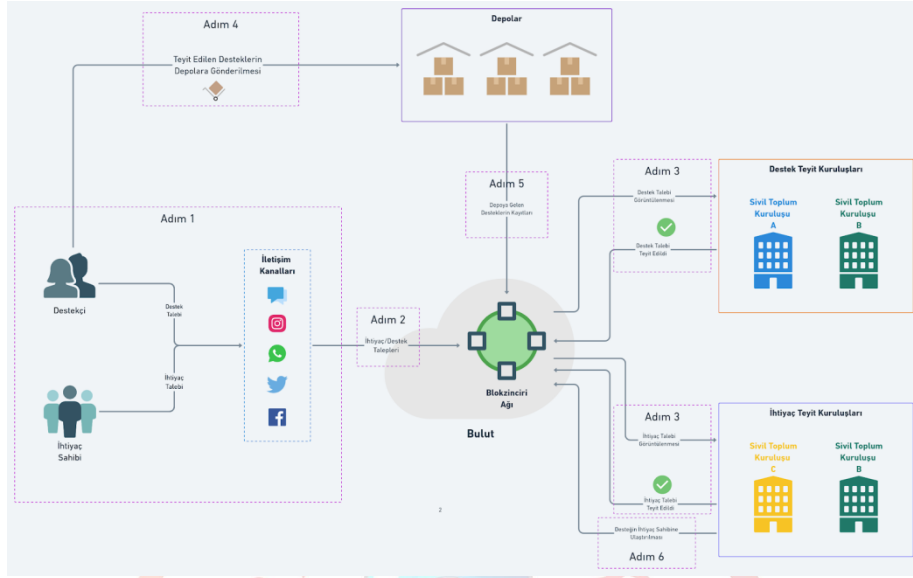 Adım 4
Teyit Edilen Desteklerin
Depolara Gönderilmesi
Depolar
Adım 1
Destekçi
Destek
Talebi
İhtiyaç
Talebi
İhtiyaç
Sahibi
İletişim
Kanalları
Adım 2
İhtiyaç/Destek
Talepleri
Adım 5
Depoya Gelen
Desteklerin Kayıtları
Blokzinciri
Ağı
Bulut
Adım 3
Destek Talebi
Görüntülenmesi
Destek Talebi
Teyit Edildi
Destek Teyit Kuruluşları
Sivil Toplum
Kuruluşu
A
Sivil Toplum
Kuruluşu
B
Adım 3
İhtiyaç Talebi
Görüntülenmesi
İhtiyaç Talebi
Teyit Edildi
İhtiyaç Teyit Kuruluşları
Sivil Toplum
Kuruluşu
C
Sivil Toplum
Kuruluşu
B
Desteğin İhtiyaç Sahibine
Ulaştırılması
Adım 6
2